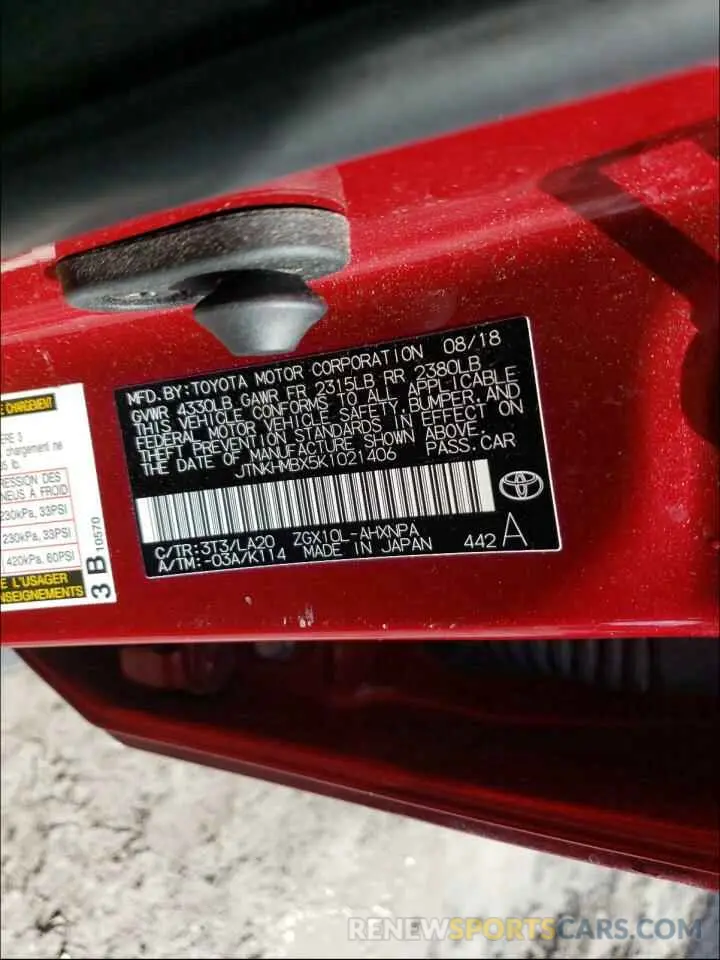 MFD. BY: TOYOTA MOTOR CORPORATION 08/18
GVWR 4330LB GAWR FR 2315LB RR 2380LB
THIS VEHICLE CONFORMS TO ALL APPLICABLE
FEDERAL MOTOR VEHICLE SAFETY, BUMPER, AND
THEFT PREVENTION STANDARDS IN EFFECT ON
THE DATE OF MANUFACTURE SHOWN ABOVE.
JTNKHMBX5K1021406 PASS. CAR
C/TR: 3T3/LA20 ZGX10L-AHXNPA
A/TM: -03A/K114 MADE IN JAPAN 442 A
CHARGEMENT
chargement ne
lb.
NEUS A FROID
230kPa, 33PSI
230kPa, 33PSI
420kPa, 60PSI
E L'USAGER
NSEIGNEMENTS
3 B 10570
RENEWSPORTSCARS.COM